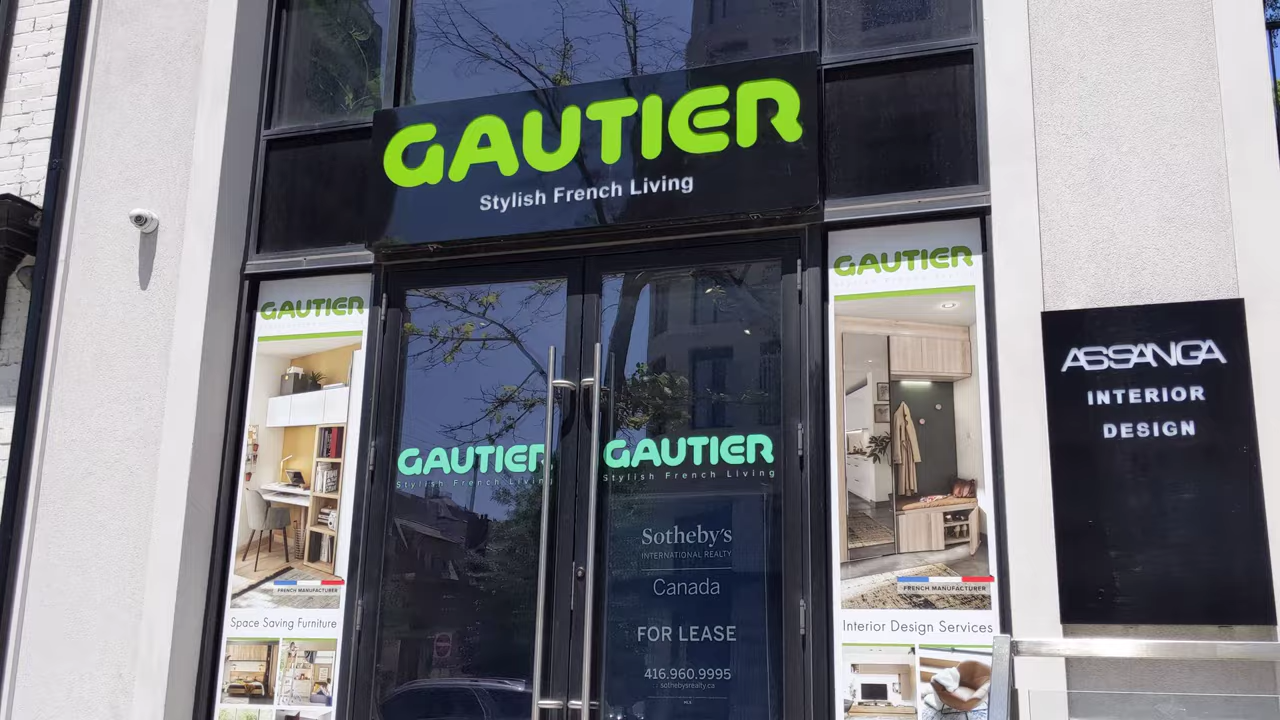 GAUTIER
Stylish French Living
GAUTIER
FRENCH MANUFACTURER
Space Saving Furniture
GAUTIER
Stylish French Living
GAUTIER
Stylish French Living
Sotheby's
INTERNATIONAL REALTY
Canada
FOR LEASE
416.960.9995
sothebysrealty.ca
GAUTIER
FRENCH MANUFACTURER
Interior Design Services
ASSANGA
INTERIOR
DESIGN